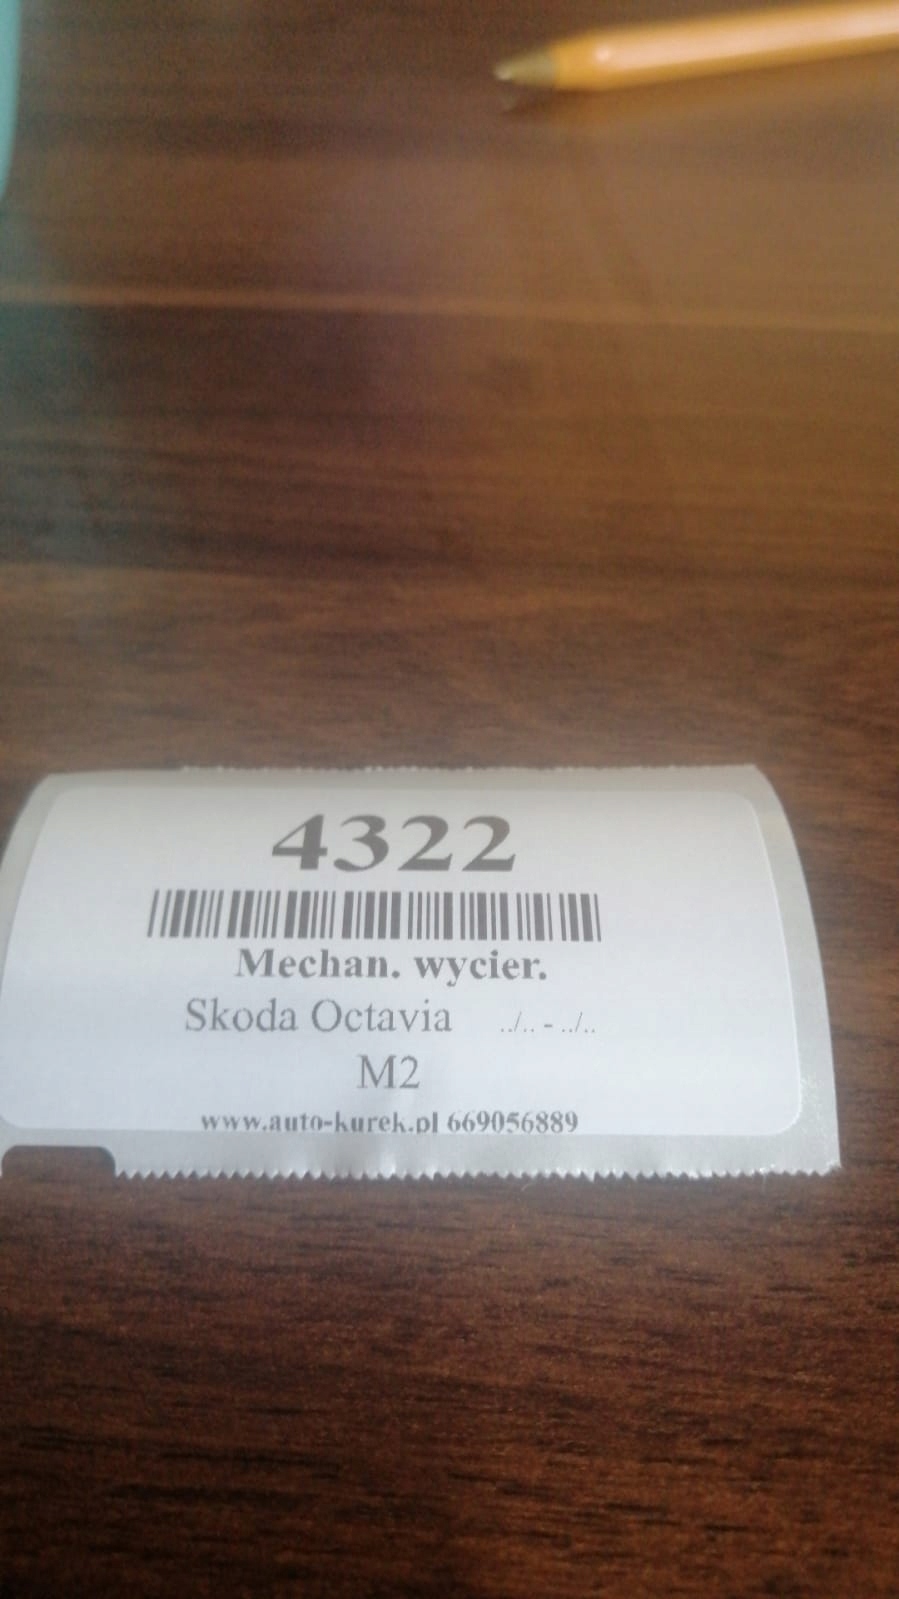 4322
Mechan. wycier.
Skoda Octavia ../.. - ../..
M2
www.auto-kurek.pl 669056889